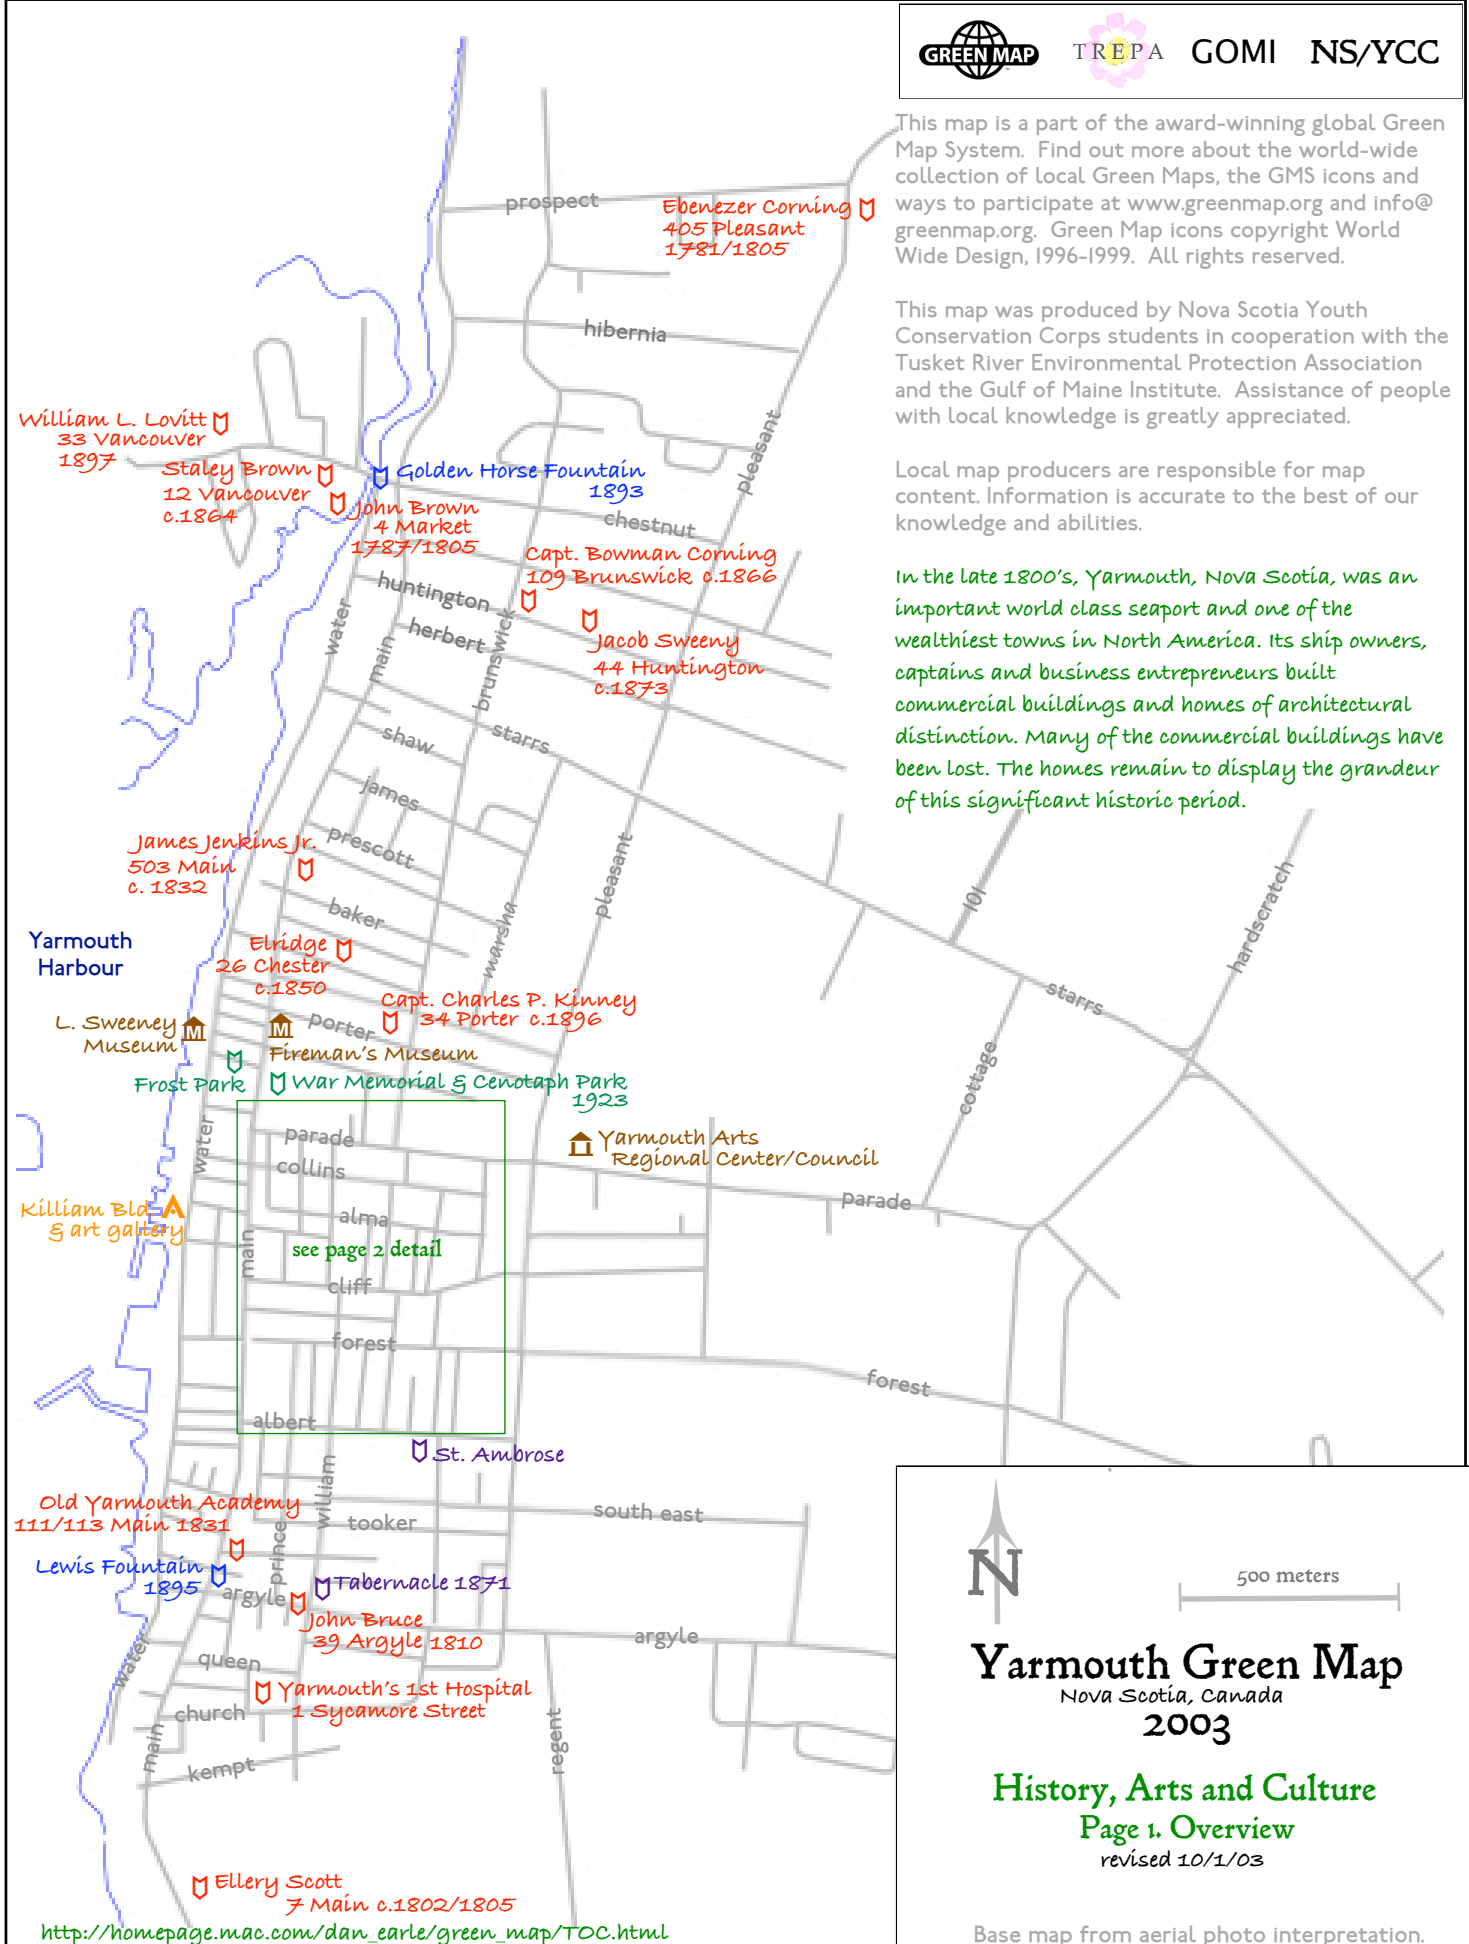 GREEN MAP
TREPA
GOMI
NS/YCC
This map is a part of the award-winning global Green
Map System.  Find out more about the world-wide
collection of local Green Maps, the GMS icons and
ways to participate at www.greenmap.org and info@
greenmap.org.  Green Map icons copyright World
Wide Design, 1996-1999.  All rights reserved.
This map was produced by Nova Scotia Youth
Conservation Corps students in cooperation with the
Tusket River Environmental Protection Association
and the Gulf of Maine Institute.  Assistance of people
with local knowledge is greatly appreciated.
Local map producers are responsible for map
content. Information is accurate to the best of our
knowledge and abilities.
In the late 1800's, Yarmouth, Nova Scotia, was an
important world class seaport and one of the
wealthiest towns in North America. Its ship owners,
captains and business entrepreneurs built
commercial buildings and homes of architectural
distinction. Many of the commercial buildings have
been lost. The homes remain to display the grandeur
of this significant historic period.
prospect
Ebenezer Corning
405 Pleasant
1781/1805
hibernia
pleasant
William L. Lovitt
33 Vancouver
1897
Staley Brown
12 Vancouver
c.1864
Golden Horse Fountain
1893
John Brown
4 Market
1787/1805
chestnut
Capt. Bowman Corning
109 Brunswick c.1866
huntington
herbert
water
main
brunswick
Jacob Sweeny
44 Huntington
c.1873
starrs
shaw
james
prescott
James Jenkins Jr.
503 Main
c. 1832
baker
marsha
pleasant
101
hardscratch
Yarmouth
Harbour
Elridge
26 Chester
c.1850
Capt. Charles P. Kinney
34 Porter c.1896
porter
starrs
cottage
L. Sweeney
Museum
M
M
Fireman's Museum
Frost Park
War Memorial & Cenotaph Park
1923
water
parade
collins
Yarmouth Arts
Regional Center/Council
parade
Killiam Bld.
& art gallery
alma
main
see page 2 detail
cliff
forest
forest
albert
St. Ambrose
william
Old Yarmouth Academy
111/113 Main 1831
south east
tooker
prince
Lewis Fountain
1895
argyle
Tabernacle 1871
John Bruce
39 Argyle 1810
argyle
water
queen
Yarmouth's 1st Hospital
1 Sycamore Street
church
main
kempt
regent
Ellery Scott
7 Main c.1802/1805
http://homepage.mac.com/dan_earle/green_map/TOC.html
N
500 meters
Yarmouth Green Map
Nova Scotia, Canada
2003
History, Arts and Culture
Page 1. Overview
revised 10/1/03
Base map from aerial photo interpretation.